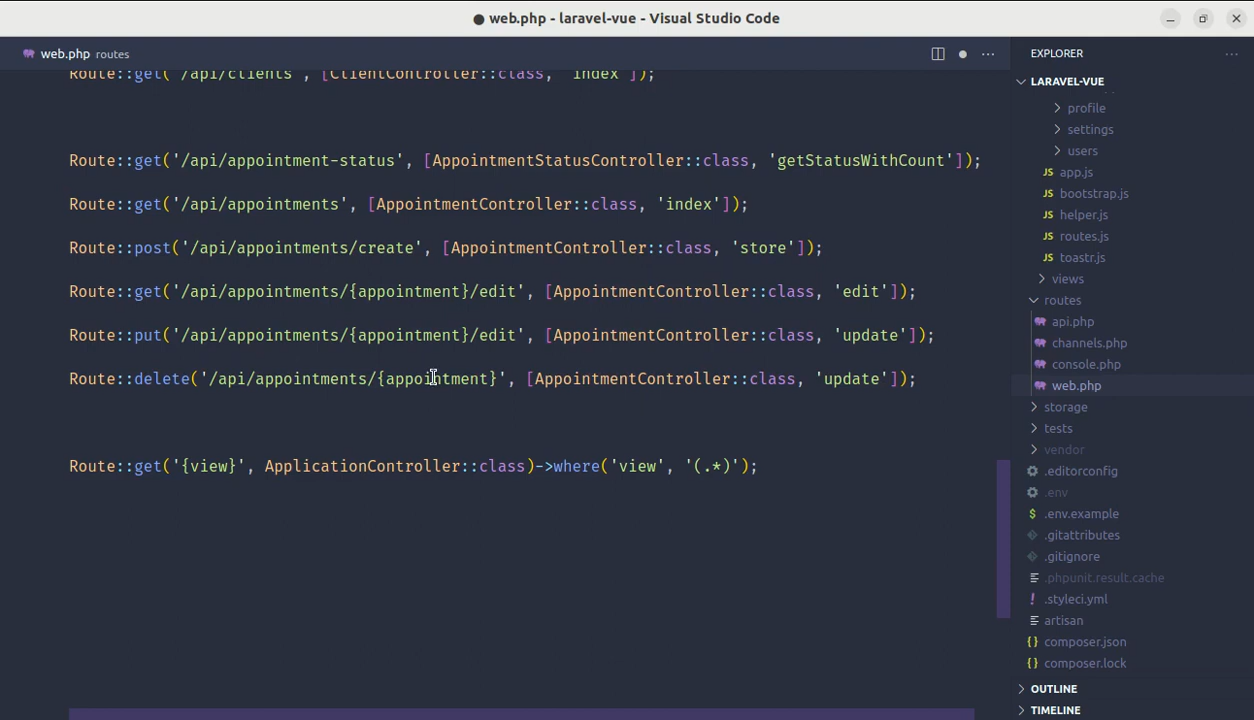 ● web.php - laravel-vue - Visual Studio Code
web.php routes
Route::get('/api/clients', [ClientController::class, 'index']);
Route::get('/api/appointment-status', [AppointmentStatusController::class, 'getStatusWithCount']);
Route::get('/api/appointments', [AppointmentController::class, 'index']);
Route::post('/api/appointments/create', [AppointmentController::class, 'store']);
Route::get('/api/appointments/{appointment}/edit', [AppointmentController::class, 'edit']);
Route::put('/api/appointments/{appointment}/edit', [AppointmentController::class, 'update']);
Route::delete('/api/appointments/{appointment}', [AppointmentController::class, 'update']);
Route::get('{view}', ApplicationController::class)->where('view', '(.*)');
EXPLORER
LARAVEL-VUE
profile
settings
users
JS app.js
JS bootstrap.js
JS helper.js
JS routes.js
JS toastr.js
views
routes
api.php
channels.php
console.php
web.php
storage
tests
vendor
.editorconfig
.env
$ .env.example
.gitattributes
.gitignore
.phpunit.result.cache
! .styleci.yml
artisan
{} composer.json
{} composer.lock
OUTLINE
TIMELINE